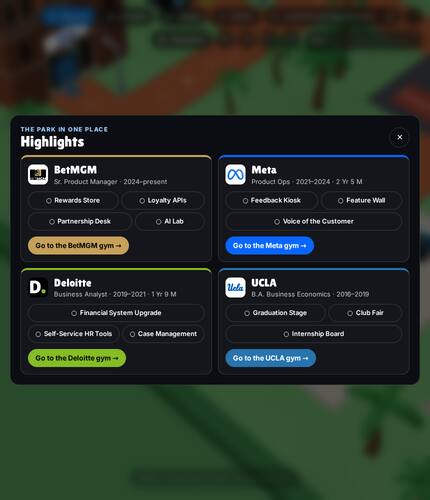 THE PARK IN ONE PLACE
Highlights
×
BetMGM
Sr. Product Manager · 2024–present
Rewards Store
Loyalty APIs
Partnership Desk
AI Lab
Go to the BetMGM gym →
Meta
Product Ops · 2021–2024 · 2 Yr 5 M
Feedback Kiosk
Feature Wall
Voice of the Customer
Go to the Meta gym →
D.
Deloitte
Business Analyst · 2019–2021 · 1 Yr 9 M
Financial System Upgrade
Self-Service HR Tools
Case Management
Go to the Deloitte gym →
Ucla
UCLA
B.A. Business Economics · 2016–2019
Graduation Stage
Club Fair
Internship Board
Go to the UCLA gym →